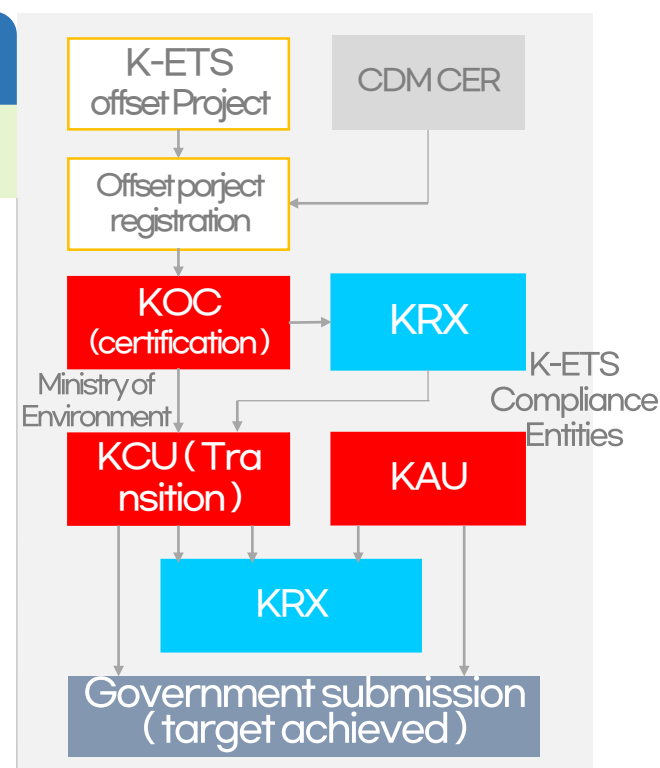 K-ETS
offset Project
CDM CER
Offset porject
registration
KOC
(certification)
KRX
K-ETS
Compliance
Entities
Ministry of
Environment
KCU ( Tra
nsition )
KAU
KRX
Government submission
( target achieved )